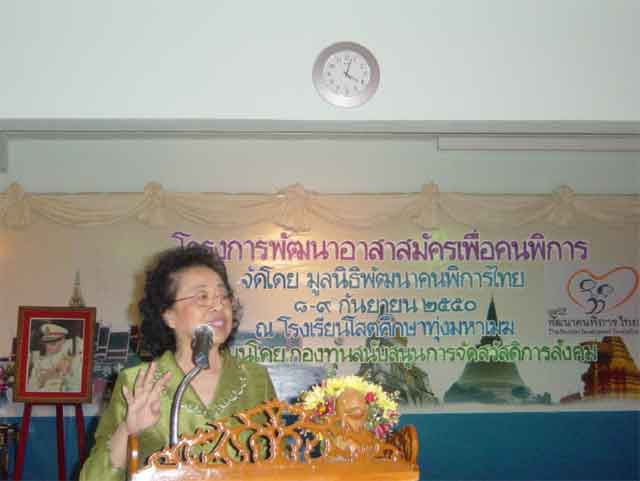 โครงการพัฒนาอาสาสมัครเพื่อคนพิการ
จัดโดย มูลนิธิพัฒนาคนพิการไทย
๘-๙ กันยายน ๒๕๕๐
ณ โรงเรียนโสตศึกษาทุ่งมหาเมฆ
นุนโดย กองทุนสนับสนุนการจัดสวัสดิการสังคม
มูลนิธิ
พัฒนาคนพิการไทย